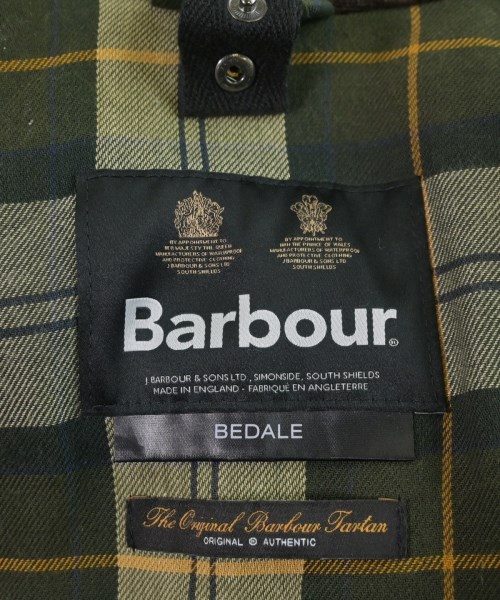 BY APPOINTMENT TO
H.M MAJESTY THE QUEEN
MANUFACTURERS OF WATERPROOF
AND PROTECTIVE CLOTHING
J.BARBOUR & SONS LTD
SOUTH SHIELDS
BY APPOINTMENT TO
HRH THE PRINCE OF WALES
MANUFACTURERS OF WATERPROOF
AND PROTECTIVE CLOTHING
J.BARBOUR & SONS LTD
SOUTH SHIELDS
Barbour®
J.BARBOUR & SONS LTD., SIMONSIDE, SOUTH SHIELDS
MADE IN ENGLAND - FABRIQUÉ EN ANGLETERRE
BEDALE
The Original Barbour Tartan
ORIGINAL ® AUTHENTIC